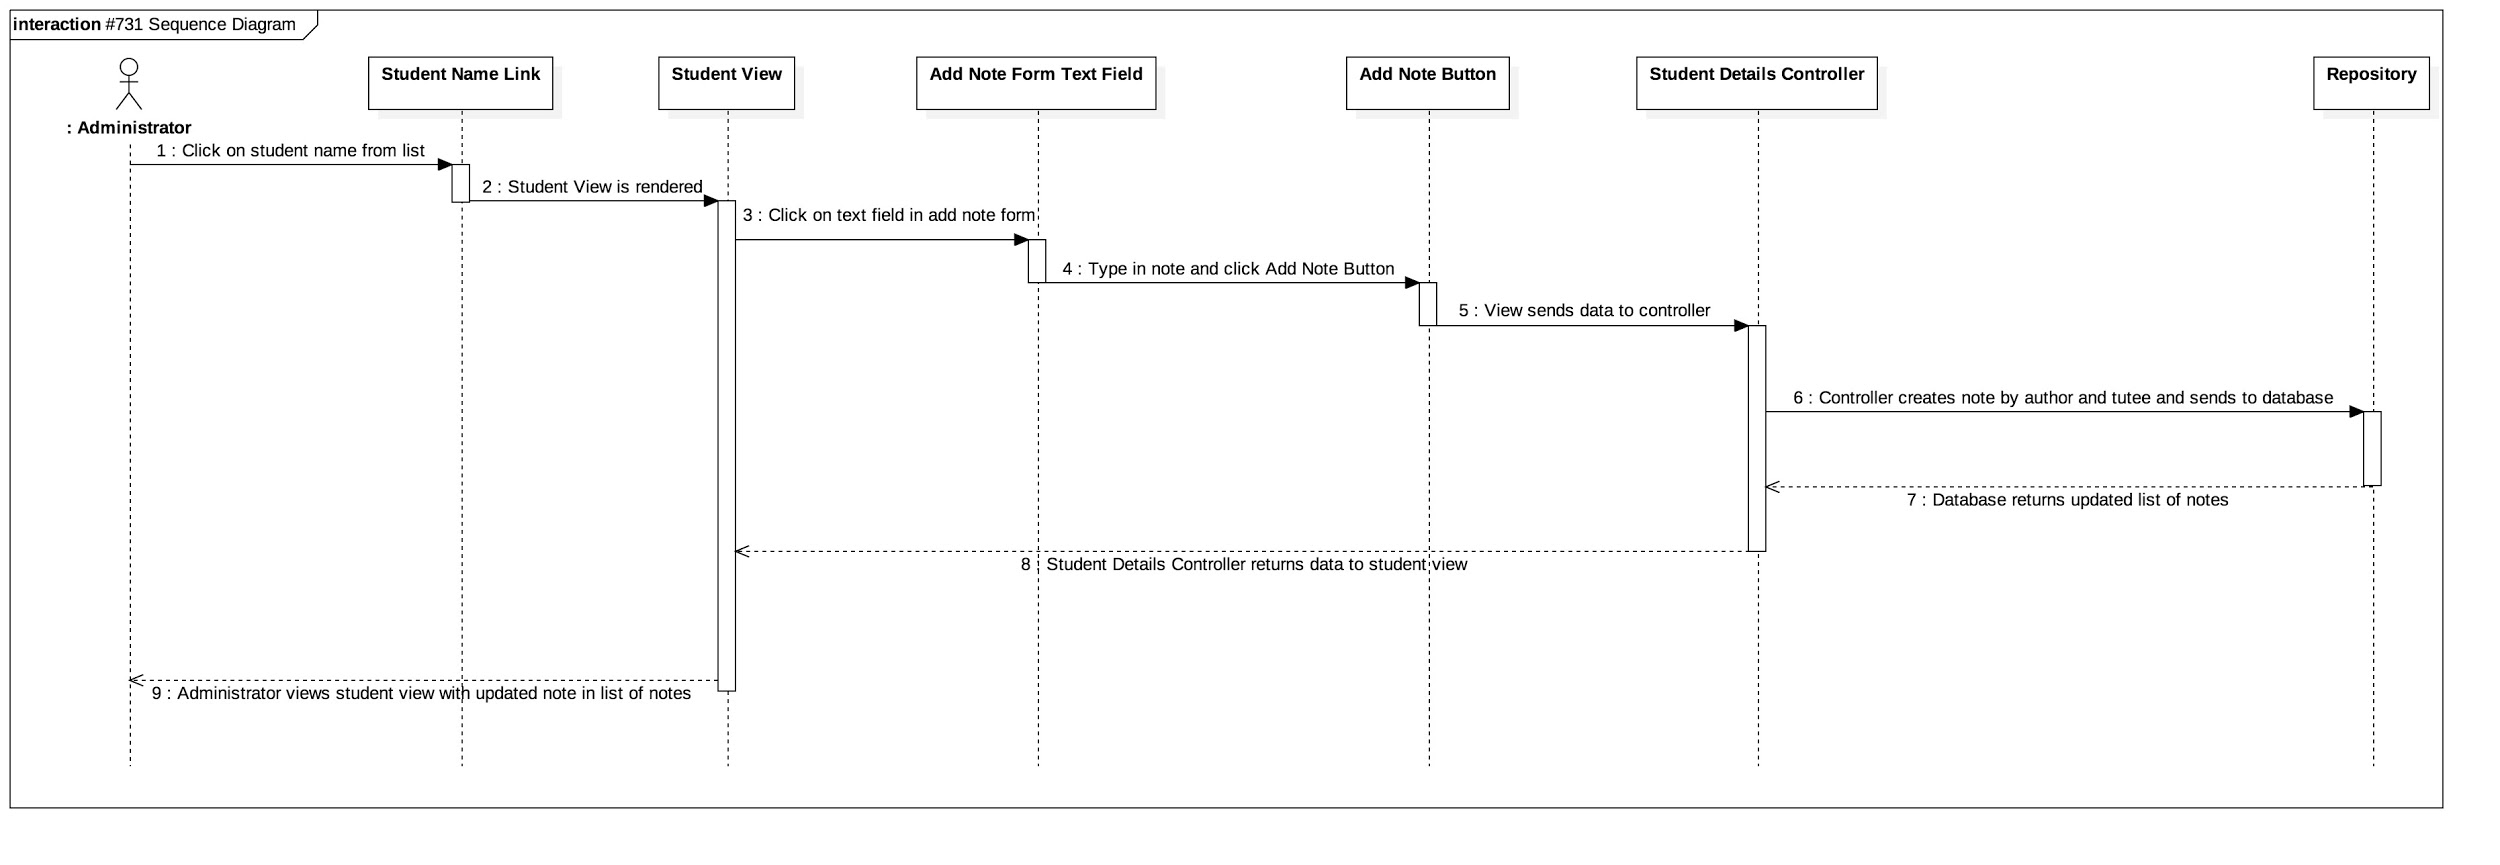 interaction #731 Sequence Diagram
Student Name Link
Student View
Add Note Form Text Field
Add Note Button
Student Details Controller
Repository
: Administrator
1 : Click on student name from list
2 : Student View is rendered
3 : Click on text field in add note form
4 : Type in note and click Add Note Button
5 : View sends data to controller
6 : Controller creates note by author and tutee and sends to database
7 : Database returns updated list of notes
8 : Student Details Controller returns data to student view
9 : Administrator views student view with updated note in list of notes